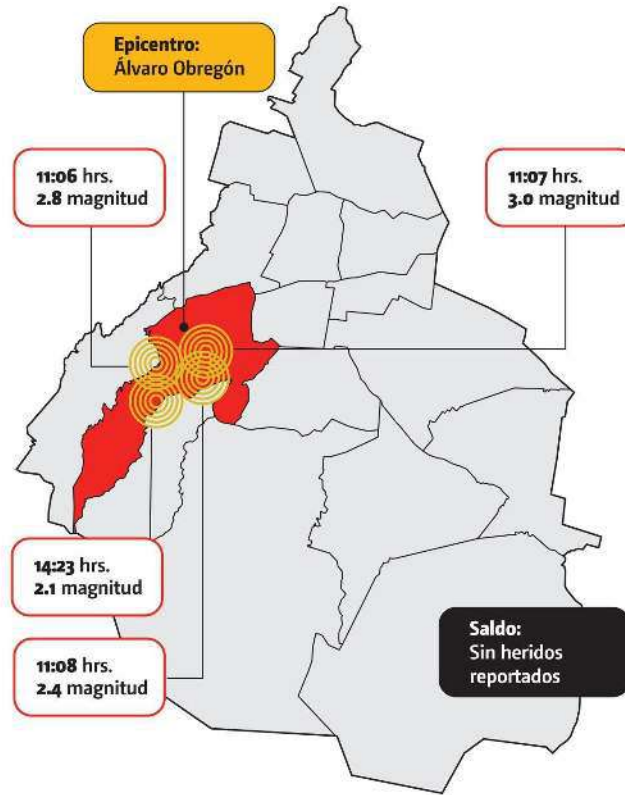 Epicentro:
Álvaro Obregón
11:06 hrs.
2.8 magnitud
11:07 hrs.
3.0 magnitud
14:23 hrs.
2.1 magnitud
11:08 hrs.
2.4 magnitud
Saldo:
Sin heridos
reportados